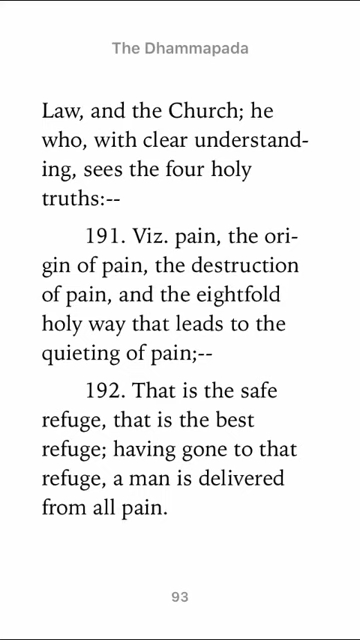 The Dhammapada
Law, and the Church; he
who, with clear understand-
ing, sees the four holy
truths:--
191. Viz. pain, the ori-
gin of pain, the destruction
of pain, and the eightfold
holy way that leads to the
quieting of pain;--
192. That is the safe
refuge, that is the best
refuge; having gone to that
refuge, a man is delivered
from all pain.
93